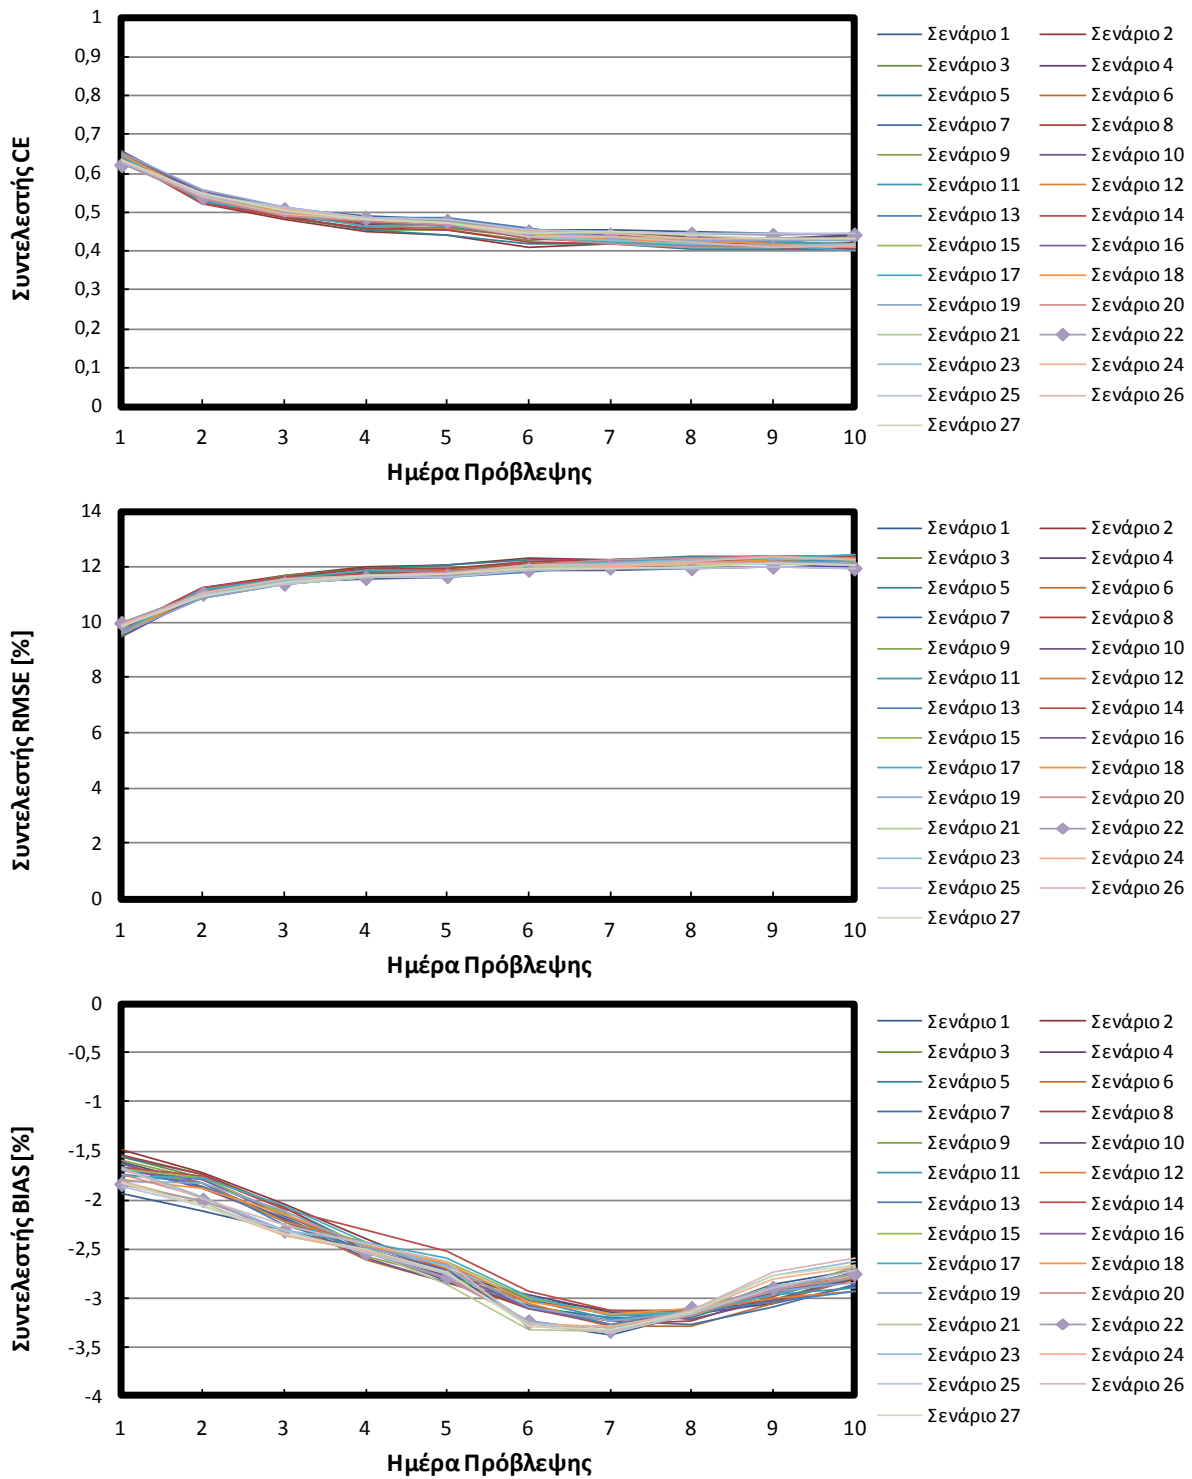 Συντελεστής CE
1
0,9
0,8
0,7
0,6
0,5
0,4
0,3
0,2
0,1
0
1 2 3 4 5 6 7 8 9 10
Ημέρα Πρόβλεψης
Σενάριο 1 Σενάριο 2
Σενάριο 3 Σενάριο 4
Σενάριο 5 Σενάριο 6
Σενάριο 7 Σενάριο 8
Σενάριο 9 Σενάριο 10
Σενάριο 11 Σενάριο 12
Σενάριο 13 Σενάριο 14
Σενάριο 15 Σενάριο 16
Σενάριο 17 Σενάριο 18
Σενάριο 19 Σενάριο 20
Σενάριο 21 Σενάριο 22
Σενάριο 23 Σενάριο 24
Σενάριο 25 Σενάριο 26
Σενάριο 27
Συντελεστής RMSE [%]
14
12
10
8
6
4
2
0
1 2 3 4 5 6 7 8 9 10
Ημέρα Πρόβλεψης
Σενάριο 1 Σενάριο 2
Σενάριο 3 Σενάριο 4
Σενάριο 5 Σενάριο 6
Σενάριο 7 Σενάριο 8
Σενάριο 9 Σενάριο 10
Σενάριο 11 Σενάριο 12
Σενάριο 13 Σενάριο 14
Σενάριο 15 Σενάριο 16
Σενάριο 17 Σενάριο 18
Σενάριο 19 Σενάριο 20
Σενάριο 21 Σενάριο 22
Σενάριο 23 Σενάριο 24
Σενάριο 25 Σενάριο 26
Σενάριο 27
Συντελεστής BIAS [%]
0
-0,5
-1
-1,5
-2
-2,5
-3
-3,5
-4
1 2 3 4 5 6 7 8 9 10
Ημέρα Πρόβλεψης
Σενάριο 1 Σενάριο 2
Σενάριο 3 Σενάριο 4
Σενάριο 5 Σενάριο 6
Σενάριο 7 Σενάριο 8
Σενάριο 9 Σενάριο 10
Σενάριο 11 Σενάριο 12
Σενάριο 13 Σενάριο 14
Σενάριο 15 Σενάριο 16
Σενάριο 17 Σενάριο 18
Σενάριο 19 Σενάριο 20
Σενάριο 21 Σενάριο 22
Σενάριο 23 Σενάριο 24
Σενάριο 25 Σενάριο 26
Σενάριο 27